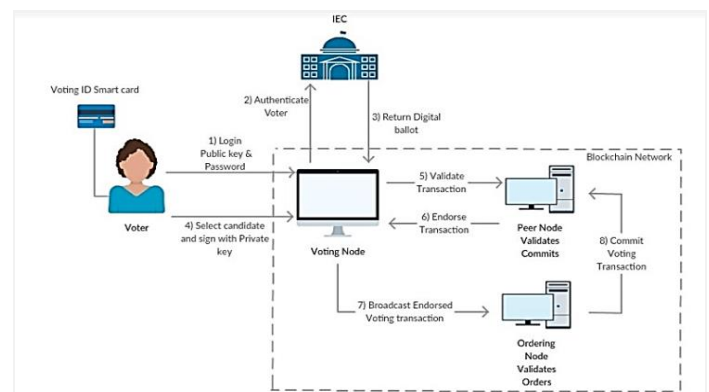 IEC
Voting ID Smart card
2) Authenticate
Voter
3) Return Digital
ballot
1) Login
Public key &
Password
Blockchain Network
5) Validate
Transaction
6) Endorse
Transaction
4) Select candidate
and sign with Private
key
Voter
Voting Node
Peer Node
Validates
Commits
8) Commit
Voting
Transaction
7) Broadcast Endorsed
Voting transaction
Ordering
Node
Validates
Orders